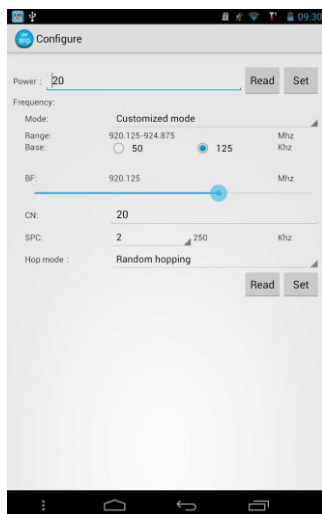 09:30
Configure
Power : 20 Read Set
Frequency:
Mode: Customized mode
Range: 920.125-924.875 Mhz
Base: 50 125 Khz
BF: 920.125 Mhz
CN: 20
SPC: 2 250 Khz
Hop mode : Random hopping
Read Set